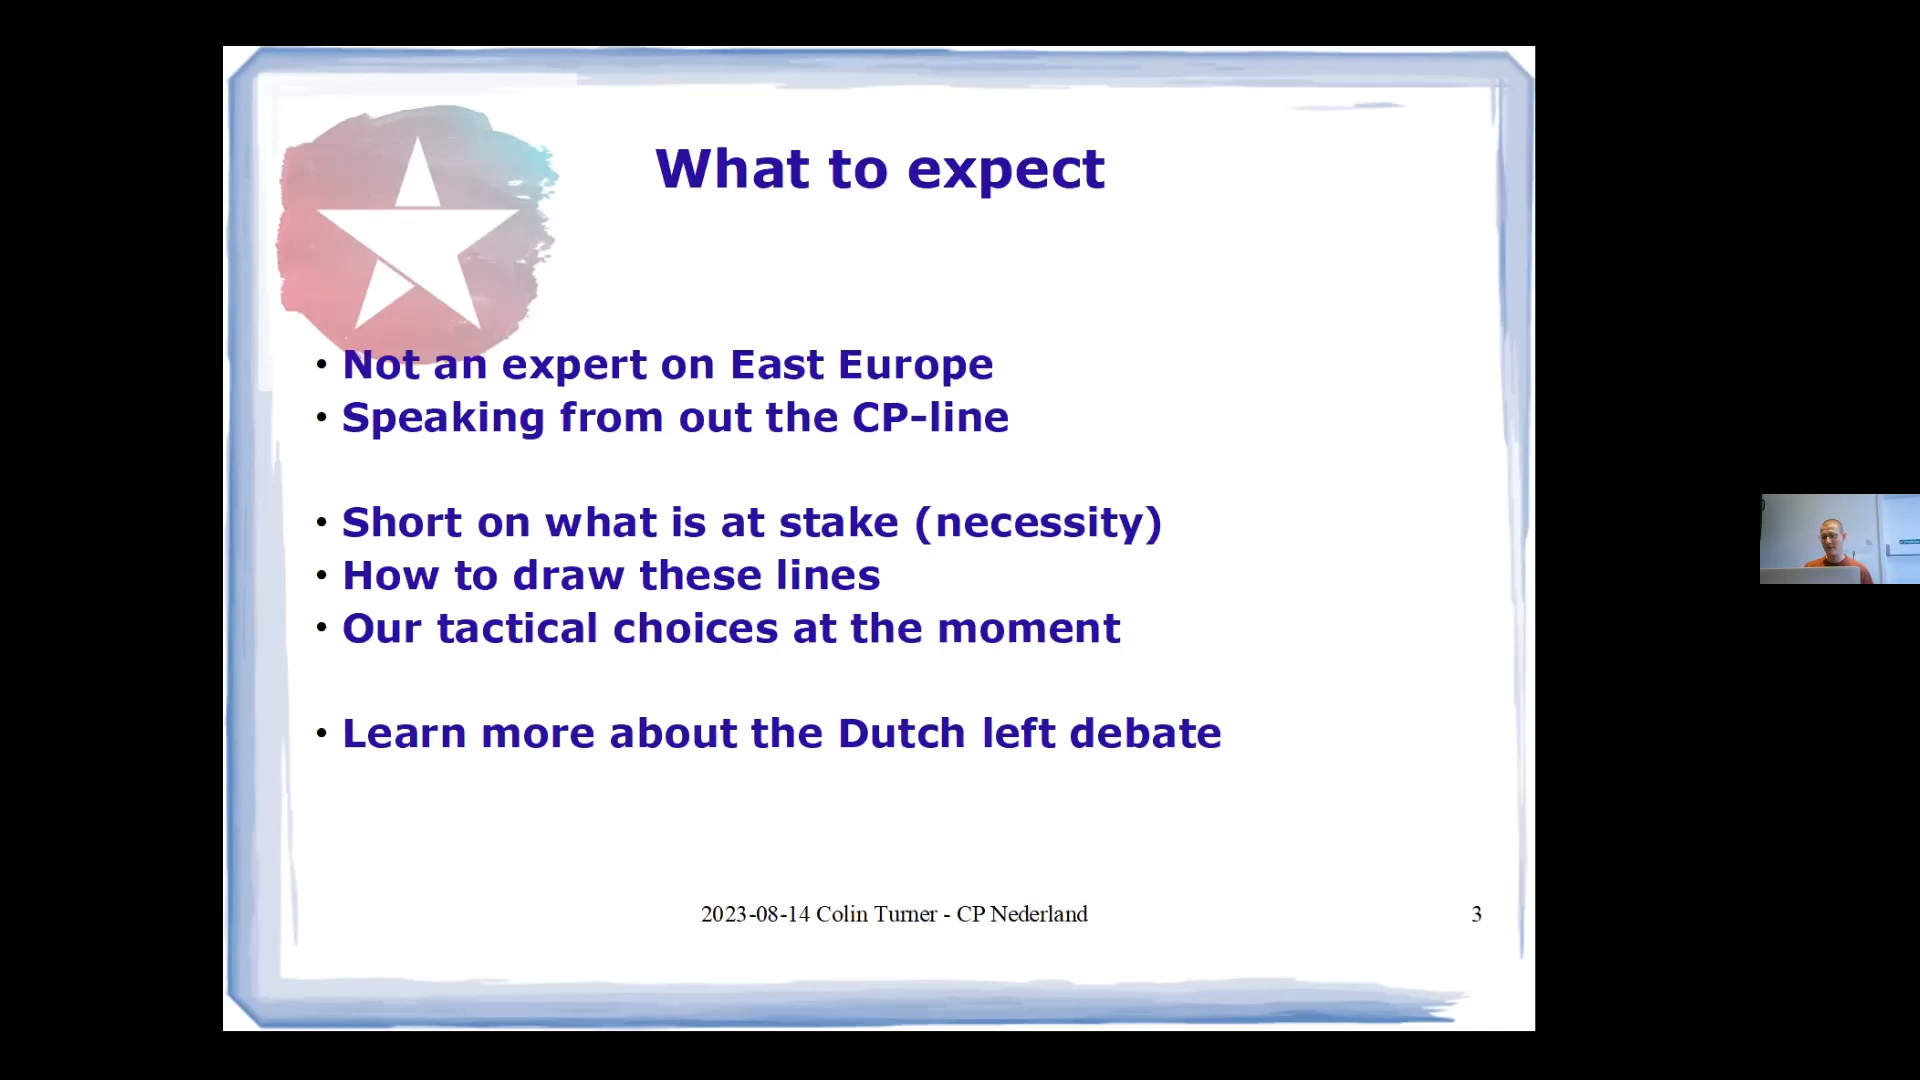 What to expect
• Not an expert on East Europe
• Speaking from out the CP-line
• Short on what is at stake (necessity)
• How to draw these lines
• Our tactical choices at the moment
• Learn more about the Dutch left debate
2023-08-14 Colin Turner - CP Nederland
3